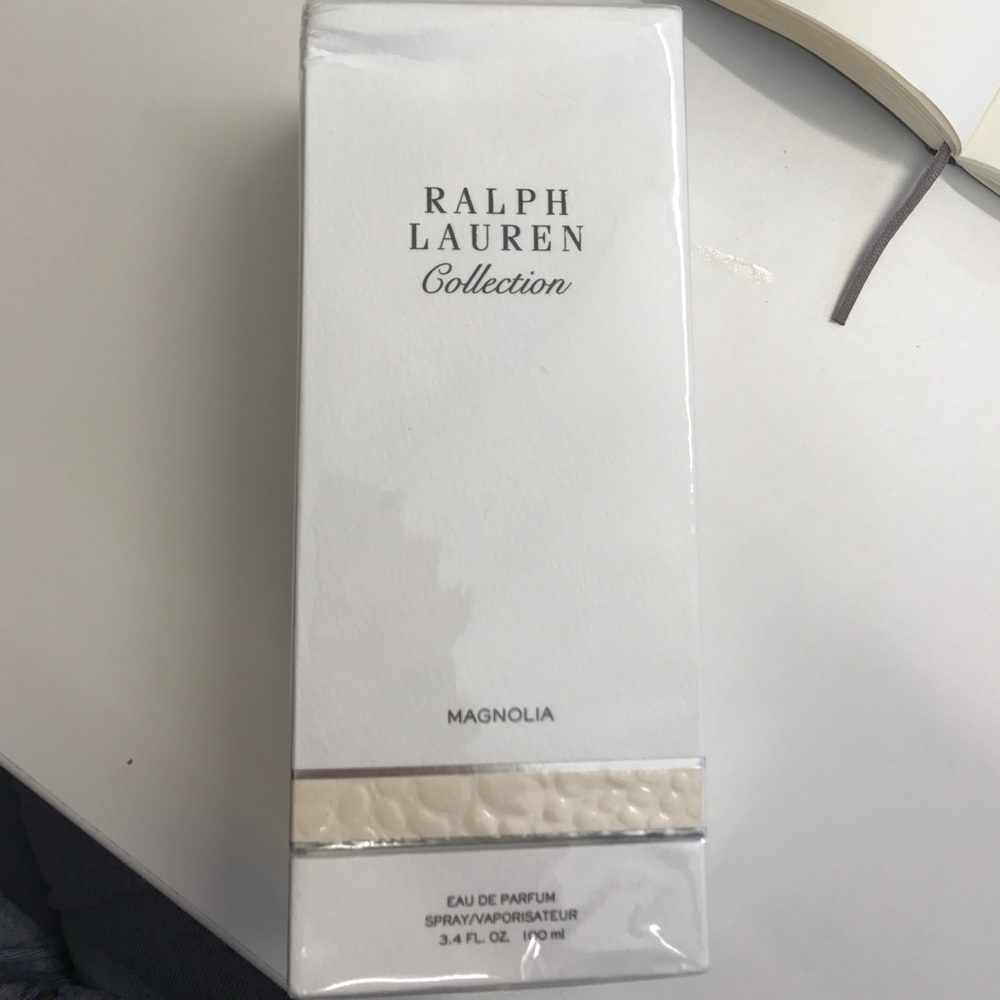 RALPH
LAUREN
Collection
MAGNOLIA
EAU DE PARFUM
SPRAY/VAPORISATEUR
3.4 FL. OZ. 100 ml